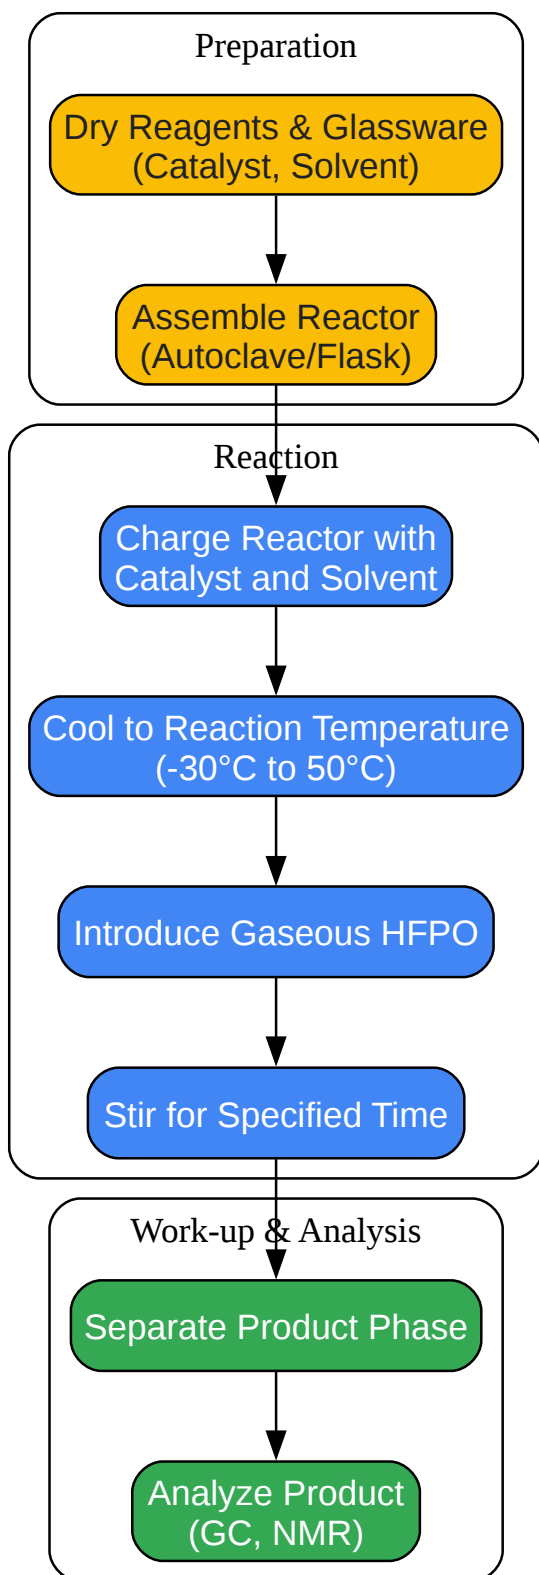 Preparation
Dry Reagents & Glassware
(Catalyst, Solvent)
Assemble Reactor
(Autoclave/Flask)
Reaction
Charge Reactor with
Catalyst and Solvent
Cool to Reaction Temperature
(-30°C to 50°C)
Introduce Gaseous HFPO
Stir for Specified Time
Work-up & Analysis
Separate Product Phase
Analyze Product
(GC, NMR)